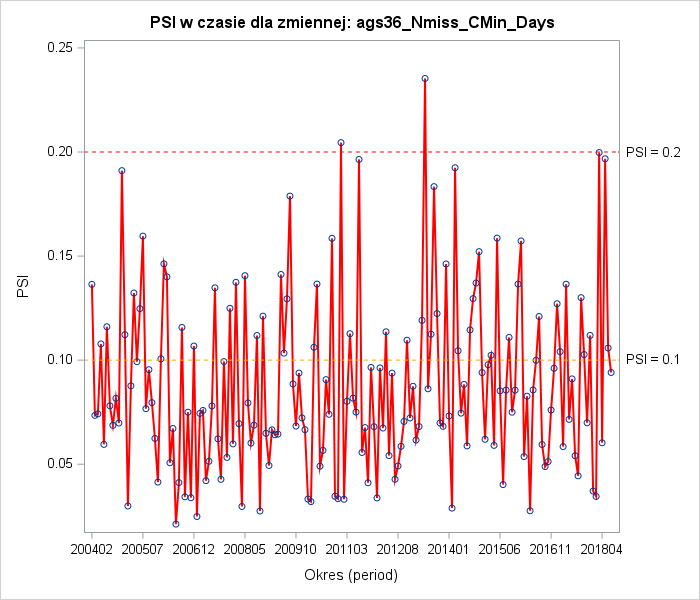 PSI w czasie dla zmiennej: ags36_Nmiss_CMin_Days
0.25
0.20
0.15
0.10
0.05
PSI
PSI = 0.2
PSI = 0.1
200402 200507 200612 200805 200910 201103 201208 201401 201506 201611 201804
Okres (period)